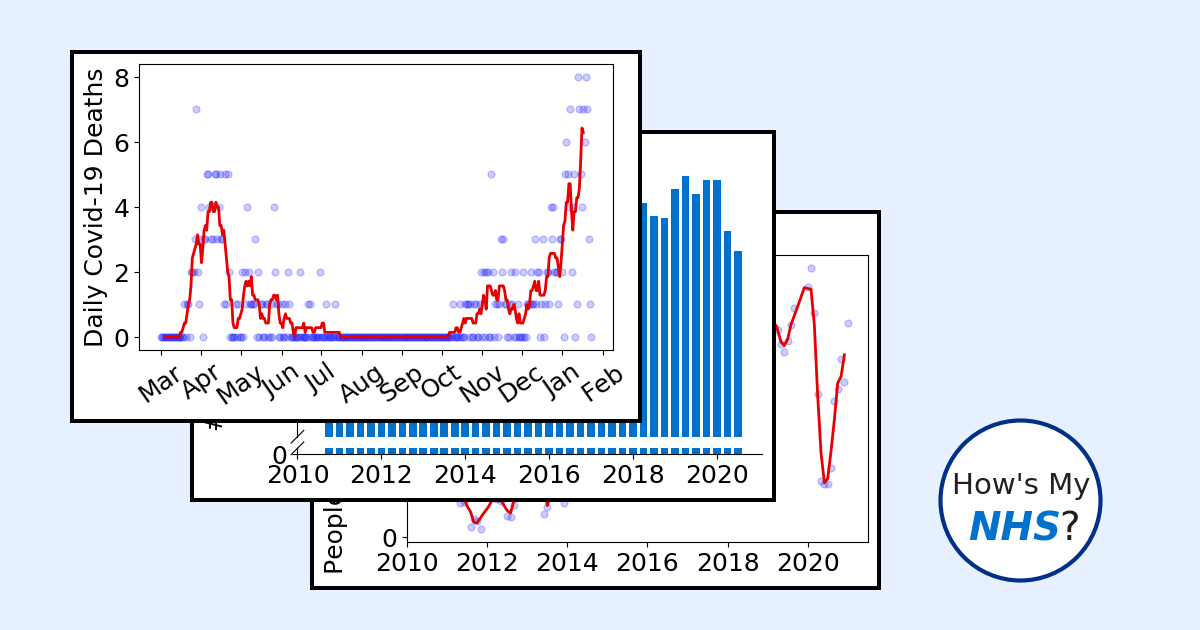 Daily Covid-19 Deaths
8
6
4
2
0
Mar Apr May Jun Jul Aug Sep Oct Nov Dec Jan Feb
0
2010 2012 2014 2016 2018 2020
People
0
2010 2012 2014 2016 2018 2020
How's My
NHS?